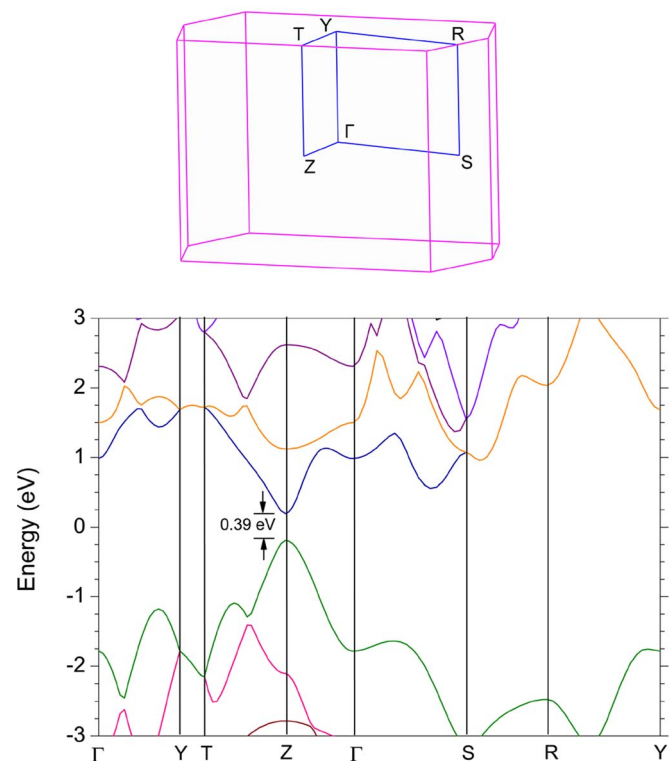 T Y R
Γ
Z S
3
2
1
0
-1
-2
-3
Energy (eV)
0.39 eV
Γ Y T Z Γ S R Y